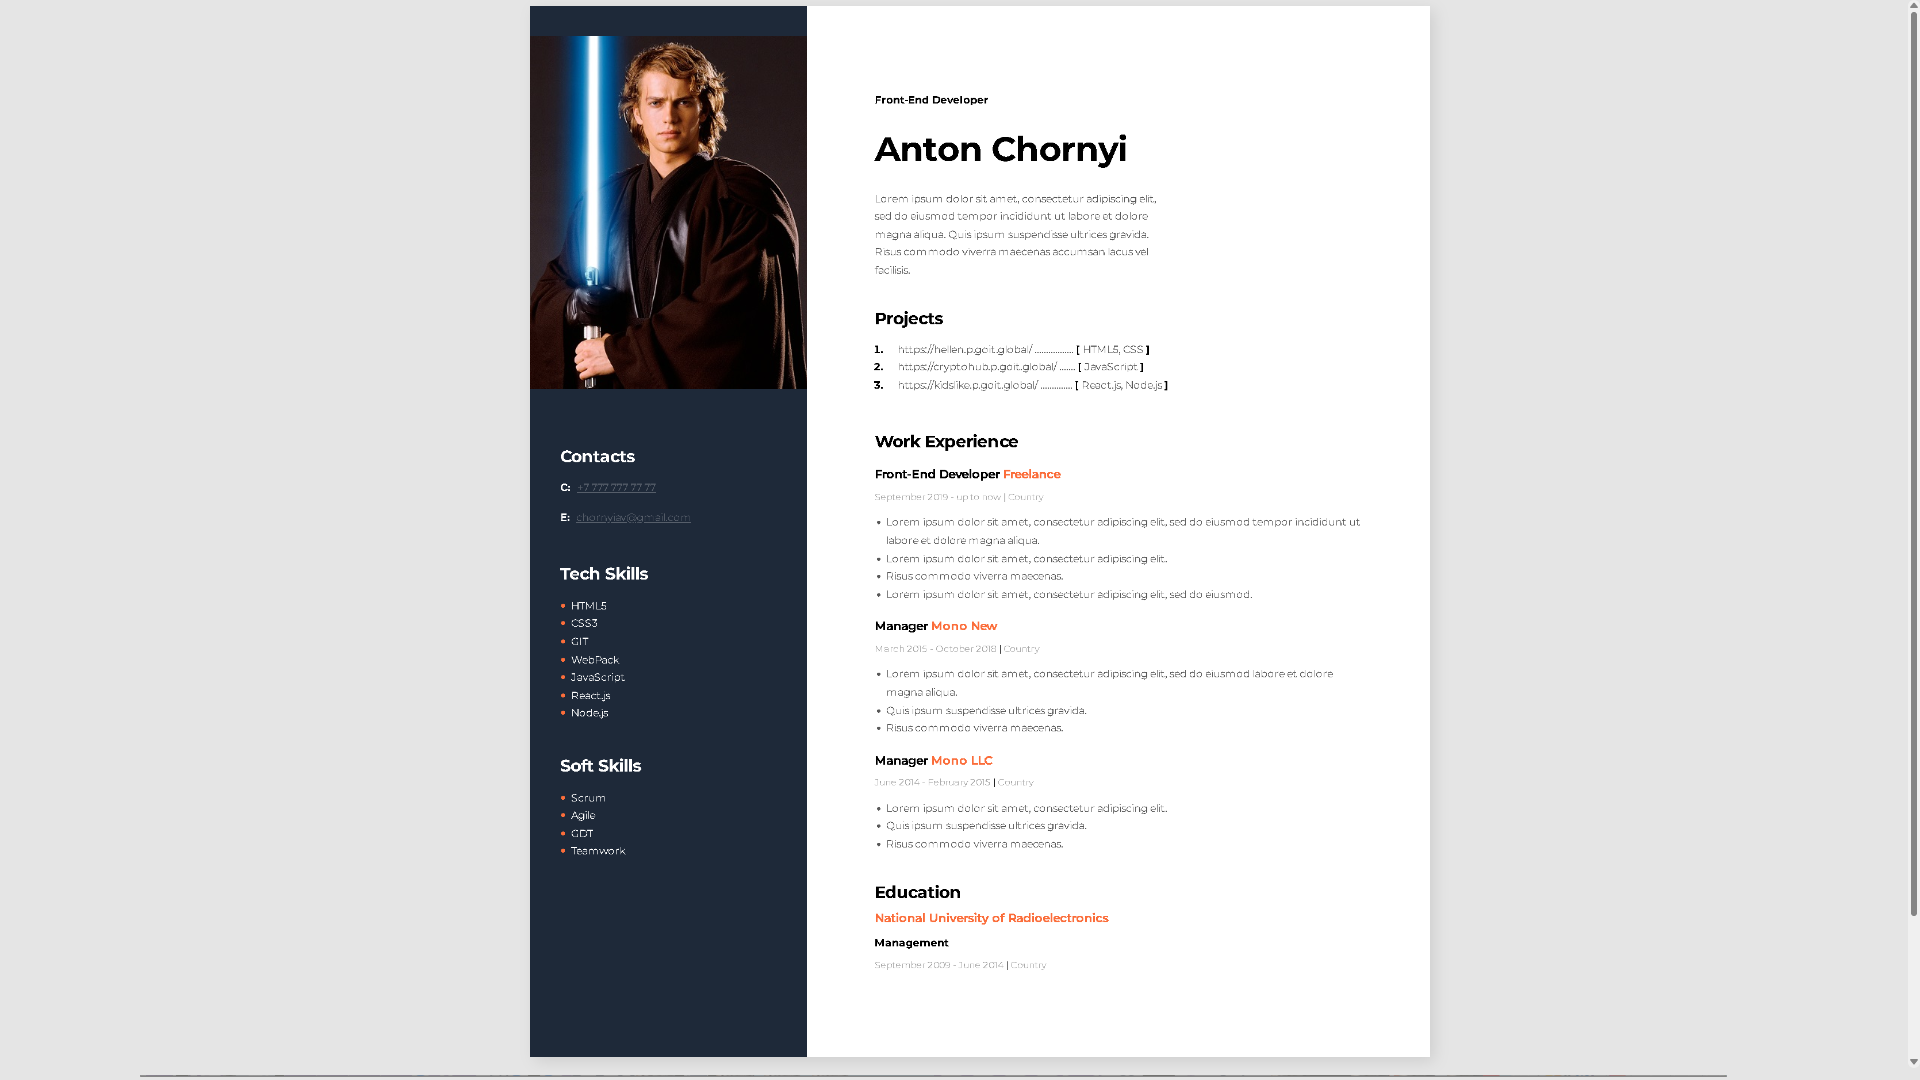 Contacts
C: +7 777 777 77 77
E: chornyiav@gmail.com
Tech Skills
• HTML5
• CSS3
• GIT
• WebPack
• JavaScript
• React.js
• Node.js
Soft Skills
• Scrum
• Agile
• GDT
• Teamwork
Front-End Developer
Anton Chornyi
Lorem ipsum dolor sit amet, consectetur adipiscing elit,
sed do eiusmod tempor incididunt ut labore et dolore
magna aliqua. Quis ipsum suspendisse ultrices gravida.
Risus commodo viverra maecenas accumsan lacus vel
facilisis.
Projects
1. https://hellen.p.goit.global/ ................. [ HTML5, CSS ]
2. https://cryptohub.p.goit.global/ ....... [ JavaScript ]
3. https://kidslike.p.goit.global/ .............. [ React.js, Node.js ]
Work Experience
Front-End Developer Freelance
September 2019 - up to now | Country
• Lorem ipsum dolor sit amet, consectetur adipiscing elit, sed do eiusmod tempor incididunt ut
labore et dolore magna aliqua.
• Lorem ipsum dolor sit amet, consectetur adipiscing elit.
• Risus commodo viverra maecenas.
• Lorem ipsum dolor sit amet, consectetur adipiscing elit, sed do eiusmod.
Manager Mono New
March 2015 - October 2018 | Country
• Lorem ipsum dolor sit amet, consectetur adipiscing elit, sed do eiusmod labore et dolore
magna aliqua.
• Quis ipsum suspendisse ultrices gravida.
• Risus commodo viverra maecenas.
Manager Mono LLC
June 2014 - February 2015 | Country
• Lorem ipsum dolor sit amet, consectetur adipiscing elit.
• Quis ipsum suspendisse ultrices gravida.
• Risus commodo viverra maecenas.
Education
National University of Radioelectronics
Management
September 2009 - June 2014 | Country